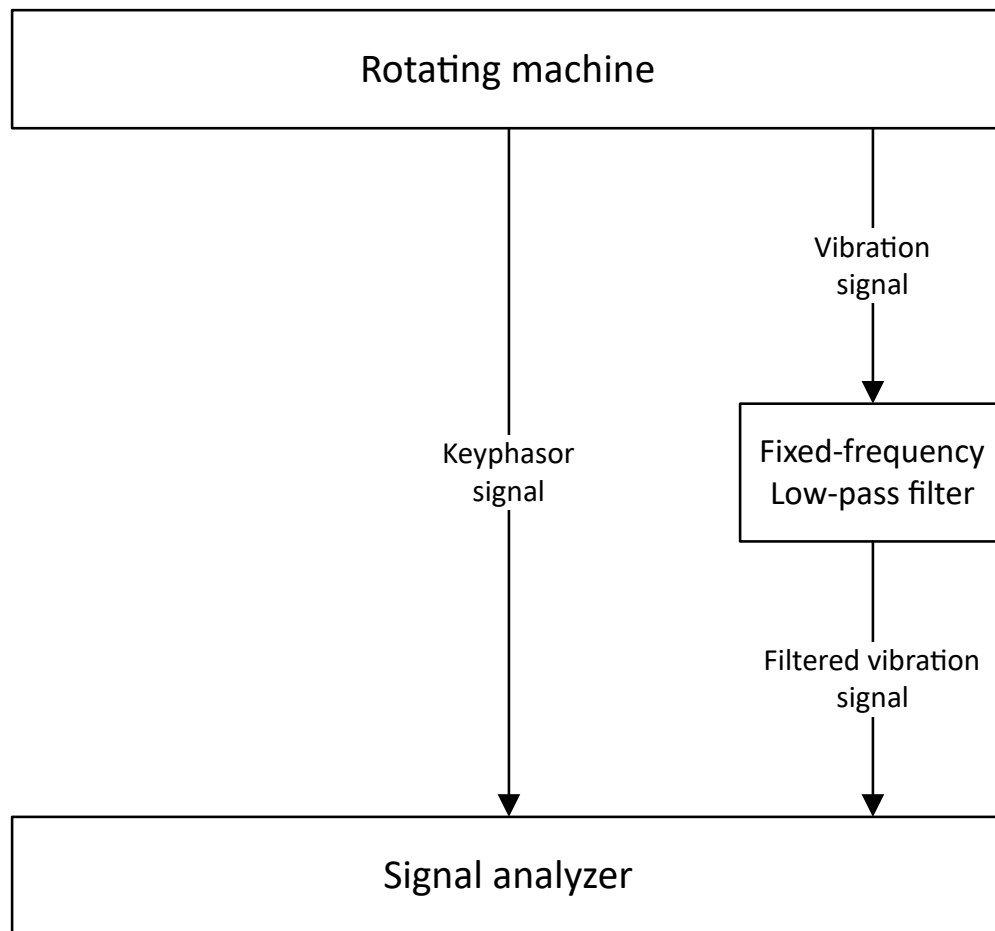 Rotating machine
Vibration
signal
Keyphasor
signal
Fixed-frequency
Low-pass filter
Filtered vibration
signal
Signal analyzer